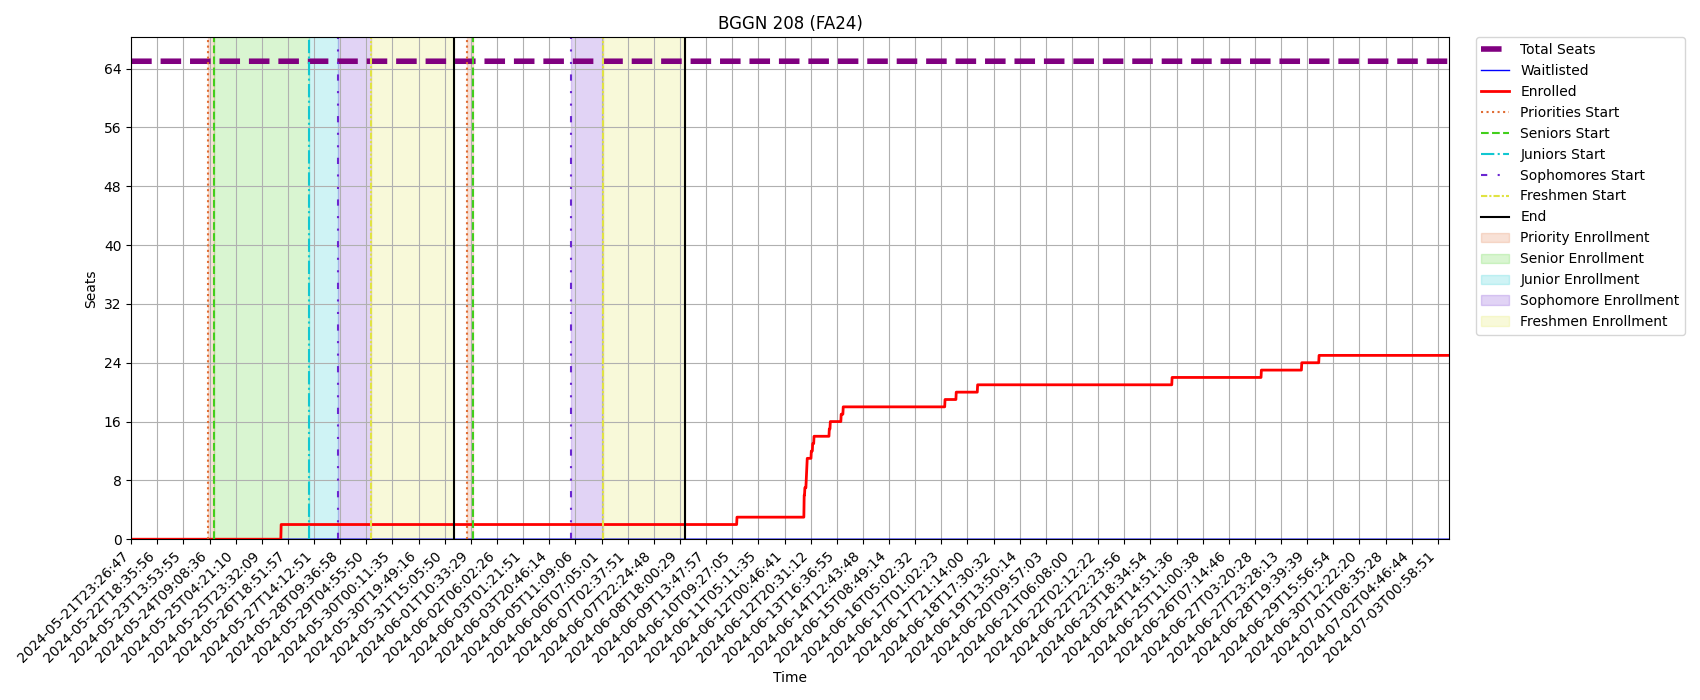 BGGN 208 (FA24)
Total Seats
Waitlisted
Enrolled
Priorities Start
Seniors Start
Juniors Start
Sophomores Start
Freshmen Start
End
Priority Enrollment
Senior Enrollment
Junior Enrollment
Sophomore Enrollment
Freshmen Enrollment
Seats
64
56
48
40
32
24
16
8
0
2024-05-21T23:26:47
2024-05-22T18:35:56
2024-05-23T13:53:55
2024-05-24T09:08:36
2024-05-25T04:21:10
2024-05-25T23:32:09
2024-05-26T18:51:57
2024-05-27T14:12:51
2024-05-28T09:36:58
2024-05-29T04:55:50
2024-05-30T00:11:35
2024-05-30T19:49:16
2024-05-31T15:05:50
2024-06-01T10:33:29
2024-06-02T06:02:26
2024-06-03T01:21:51
2024-06-03T20:46:14
2024-06-05T11:09:06
2024-06-06T07:05:01
2024-06-07T02:37:51
2024-06-07T22:24:48
2024-06-08T18:00:29
2024-06-09T13:47:57
2024-06-10T09:27:05
2024-06-11T05:11:35
2024-06-12T00:46:41
2024-06-12T20:31:12
2024-06-13T16:36:55
2024-06-14T12:43:48
2024-06-15T08:49:14
2024-06-16T05:02:32
2024-06-17T01:02:23
2024-06-17T21:14:00
2024-06-18T17:30:32
2024-06-19T13:50:14
2024-06-20T09:57:03
2024-06-21T06:08:00
2024-06-22T02:12:22
2024-06-22T22:23:56
2024-06-23T18:34:54
2024-06-24T14:51:36
2024-06-25T11:00:38
2024-06-26T07:14:46
2024-06-27T03:20:28
2024-06-27T23:28:13
2024-06-28T19:39:39
2024-06-29T15:56:54
2024-06-30T12:22:20
2024-07-01T08:35:28
2024-07-02T04:46:44
2024-07-03T00:58:51
Time